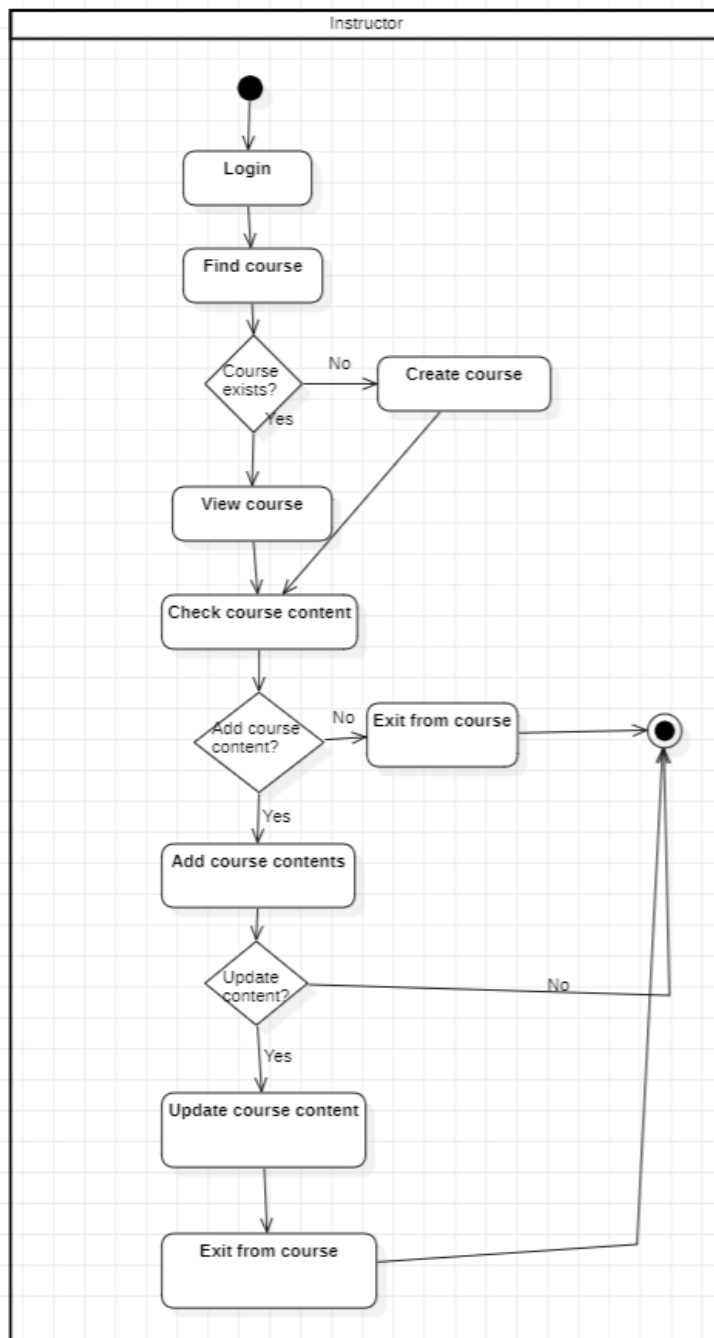 Instructor
Login
Find course
Course
exists?
No
Create course
Yes
View course
Check course content
Add course
content?
No
Exit from course
Yes
Add course contents
Update
content?
No
Yes
Update course content
Exit from course